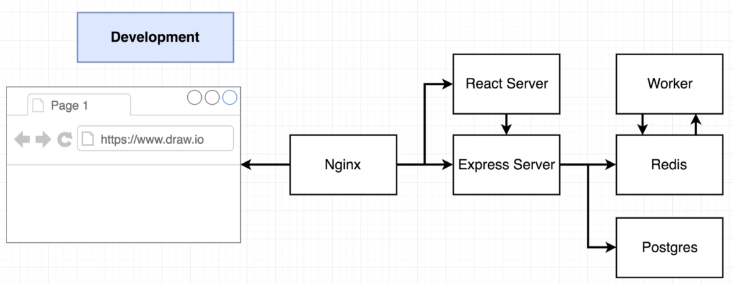 Development
Page 1
https://www.draw.io
Nginx
React Server
Express Server
Worker
Redis
Postgres